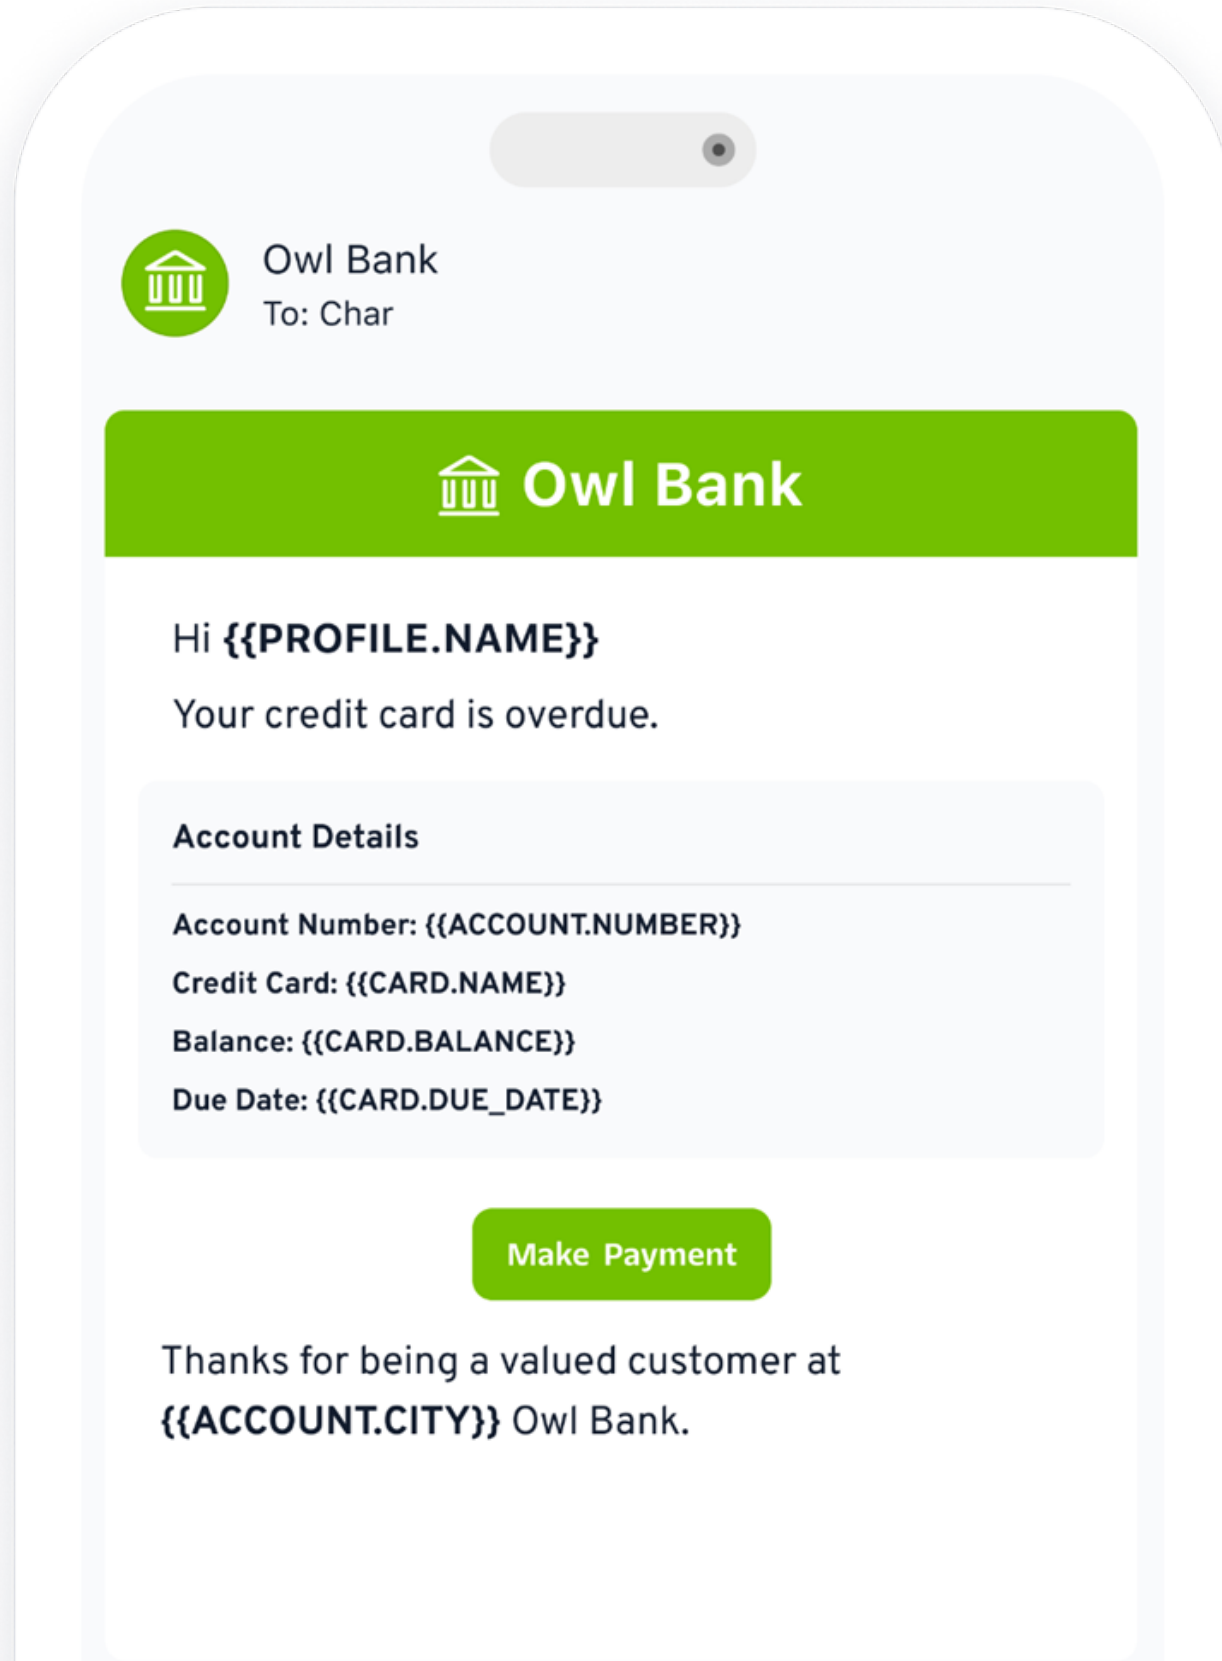 Owl Bank
To: Char
Owl Bank
Hi {{PROFILE.NAME}}
Your credit card is overdue.
Account Details
Account Number: {{ACCOUNT.NUMBER}}
Credit Card: {{CARD.NAME}}
Balance: {{CARD.BALANCE}}
Due Date: {{CARD.DUE_DATE}}
Make Payment
Thanks for being a valued customer at
{{ACCOUNT.CITY}} Owl Bank.